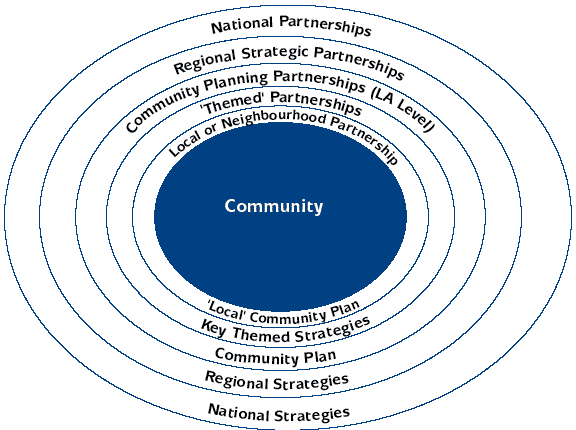 National Partnerships
Regional Strategic Partnerships
Community Planning Partnerships (LA Level)
'Themed' Partnerships
Local or Neighbourhood Partnership
Community
'Local' Community Plan
Key Themed Strategies
Community Plan
Regional Strategies
National Strategies